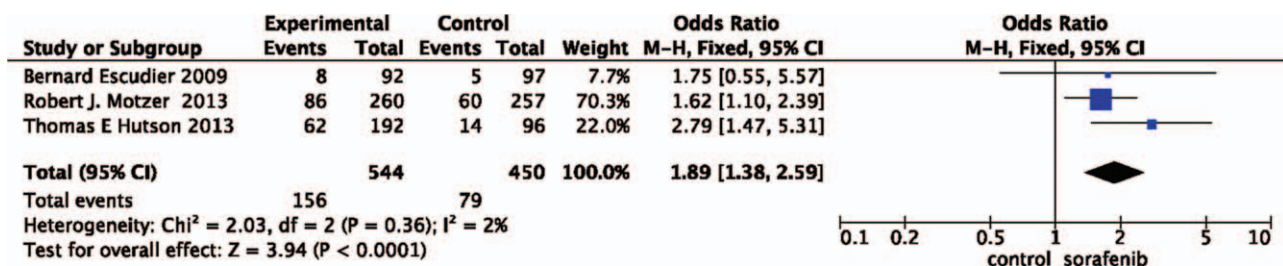 Experimental Control Odds Ratio Odds Ratio
Study or Subgroup Events Total Events Total Weight M-H, Fixed, 95% CI M-H, Fixed, 95% CI
Bernard Escudier 2009 8 92 5 97 7.7% 1.75 [0.55, 5.57]
Robert J. Motzer 2013 86 260 60 257 70.3% 1.62 [1.10, 2.39]
Thomas E Hutson 2013 62 192 14 96 22.0% 2.79 [1.47, 5.31]
Total (95% CI) 544 450 100.0% 1.89 [1.38, 2.59]
Total events 156 79
Heterogeneity: Chi² = 2.03, df = 2 (P = 0.36); I² = 2%
Test for overall effect: Z = 3.94 (P < 0.0001)
0.1 0.2 0.5 1 2 5 10
control sorafenib